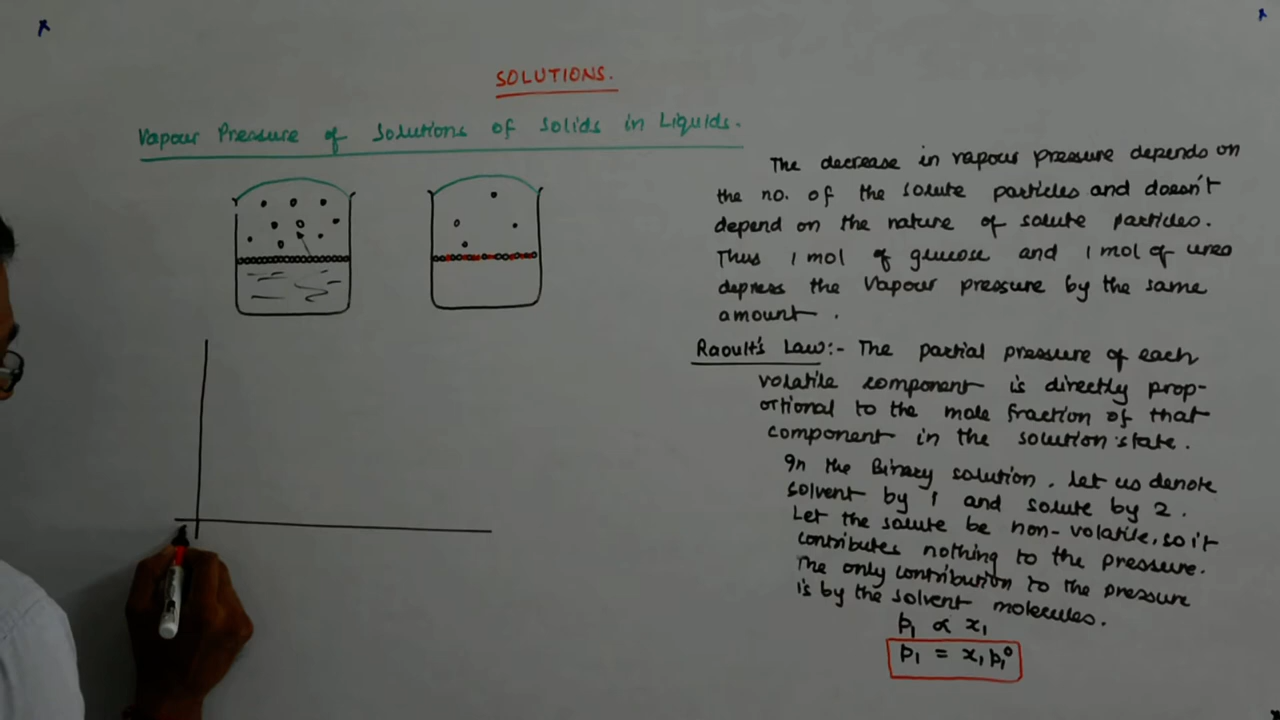 SOLUTIONS.
Vapour Pressure of Solutions of Solids in Liquids.
The decrease in vapour pressure depends on
the no. of the solute particles and doesn't
depend on the nature of solute particles.
Thus 1 mol of glucose and 1 mol of urea
depress the Vapour pressure by the same
amount.
Raoult's Law:- The partial pressure of each
volatile component is directly prop-
ortional to the mole fraction of that
component in the solution state.
In the Binary solution, let us denote
solvent by 1 and solute by 2.
Let the solute be non-volatile, so it
contributes nothing to the pressure.
The only contribution to the pressure
is by the solvent molecules.
p₁ ∝ x₁
p₁ = x₁p₁⁰